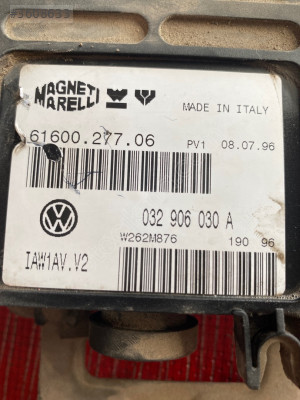 MAGNETI
MARELLI
MADE IN ITALY
61600.277.06 PV1 08.07.96
032 906 030 A
W262M876 190 96
IAW1AV.V2